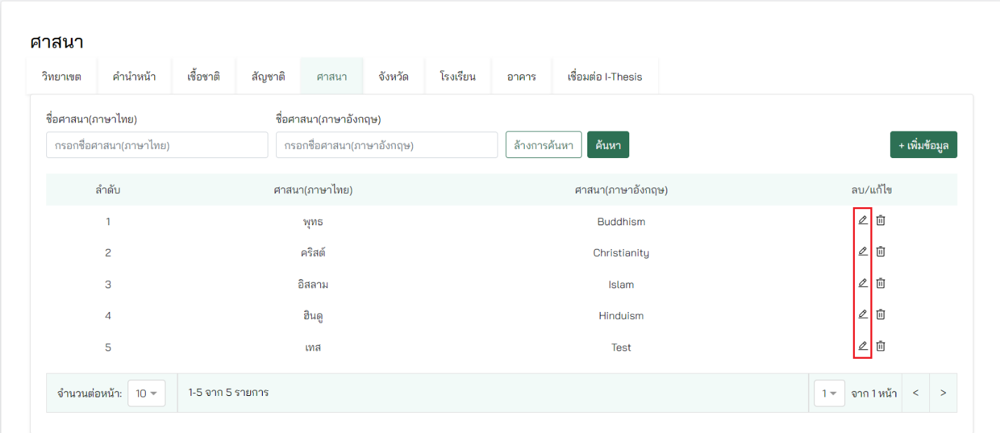 ศาสนา
วิทยาเขต คำนำหน้า เชื้อชาติ สัญชาติ ศาสนา จังหวัด โรงเรียน อาคาร เชื่อมต่อ I-Thesis
ชื่อศาสนา(ภาษาไทย) ชื่อศาสนา(ภาษาอังกฤษ)
กรอกชื่อศาสนา(ภาษาไทย) กรอกชื่อศาสนา(ภาษาอังกฤษ) ล้างการค้นหา ค้นหา + เพิ่มข้อมูล
ลำดับ ศาสนา(ภาษาไทย) ศาสนา(ภาษาอังกฤษ) ลบ/แก้ไข
1 พุทธ Buddhism
2 คริสต์ Christianity
3 อิสลาม Islam
4 ฮินดู Hinduism
5 เทส Test
จำนวนต่อหน้า: 10 1-5 จาก 5 รายการ 1 จาก 1 หน้า < >